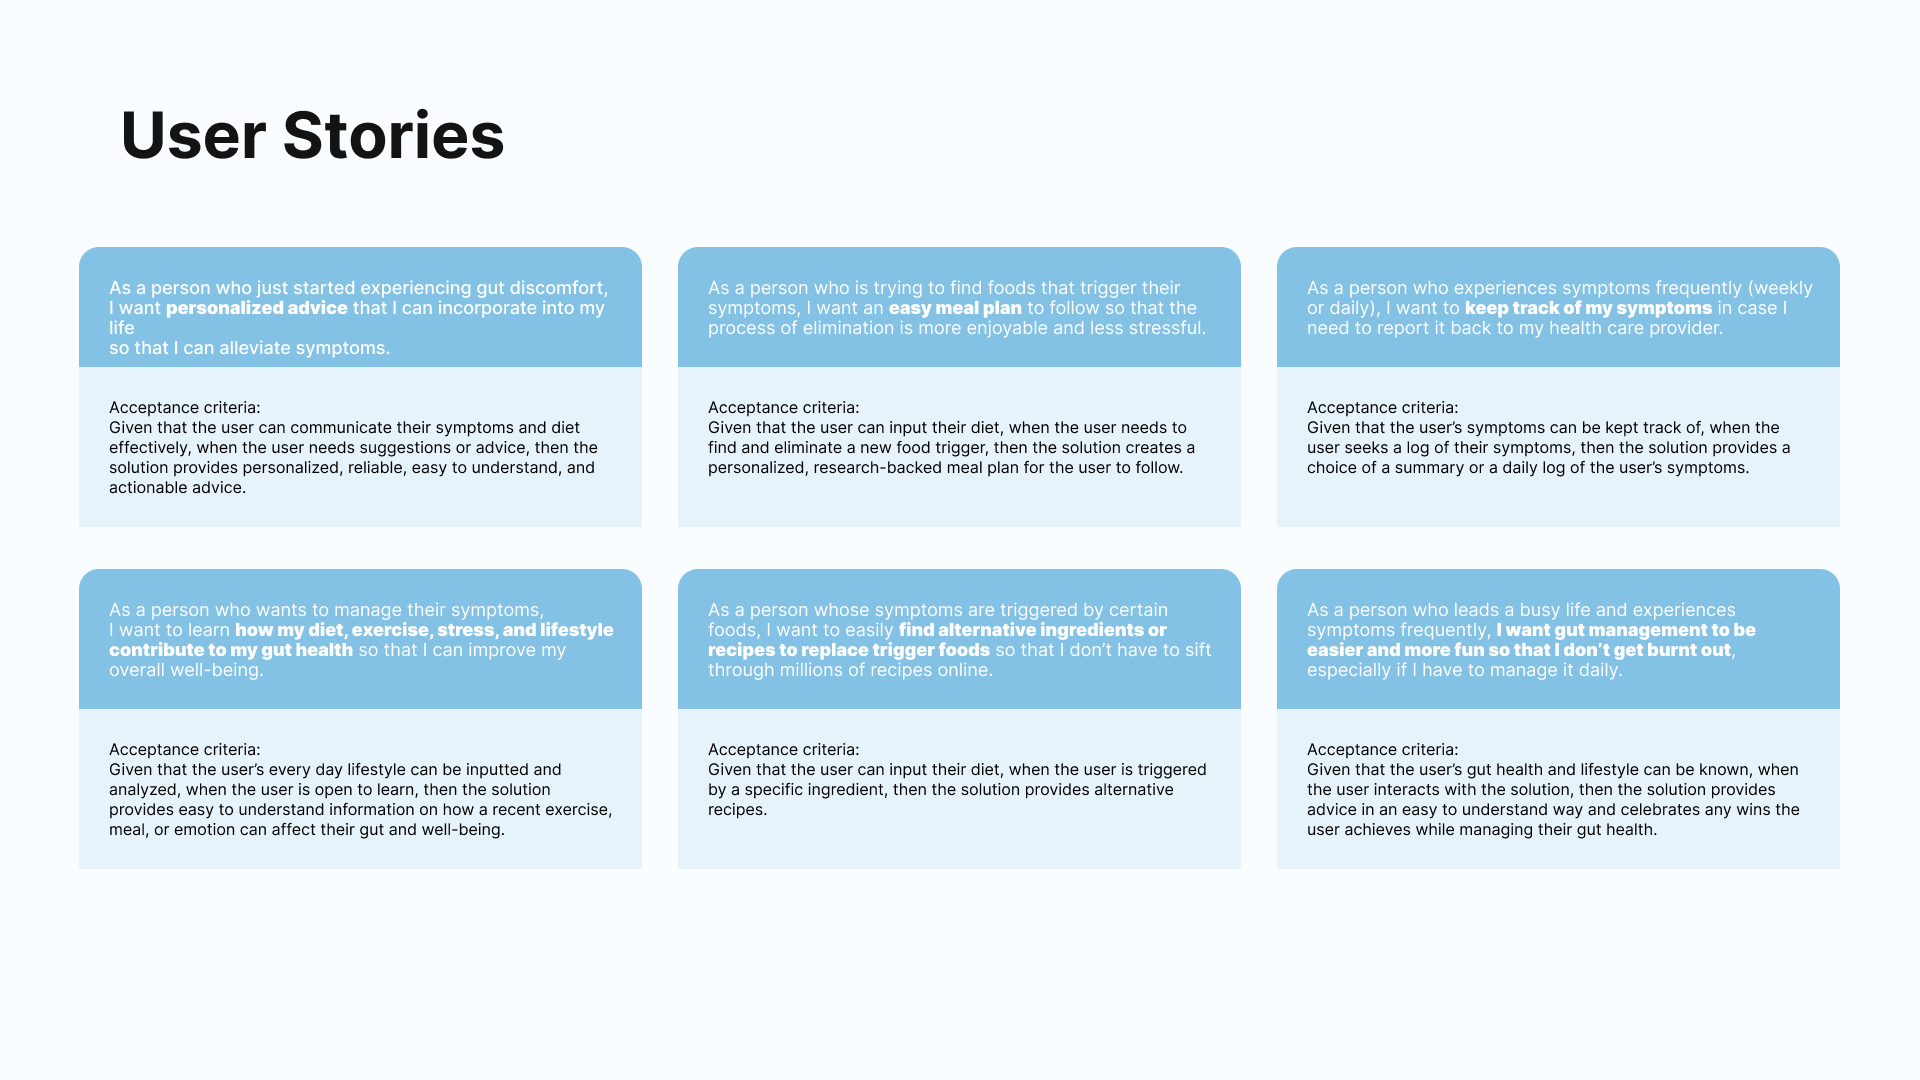 User Stories
As a person who just started experiencing gut discomfort,
I want personalized advice that I can incorporate into my
life
so that I can alleviate symptoms.
Acceptance criteria:
Given that the user can communicate their symptoms and diet
effectively, when the user needs suggestions or advice, then the
solution provides personalized, reliable, easy to understand, and
actionable advice.
As a person who is trying to find foods that trigger their
symptoms, I want an easy meal plan to follow so that the
process of elimination is more enjoyable and less stressful.
Acceptance criteria:
Given that the user can input their diet, when the user needs to
find and eliminate a new food trigger, then the solution creates a
personalized, research-backed meal plan for the user to follow.
As a person who experiences symptoms frequently (weekly
or daily), I want to keep track of my symptoms in case I
need to report it back to my health care provider.
Acceptance criteria:
Given that the user’s symptoms can be kept track of, when the
user seeks a log of their symptoms, then the solution provides a
choice of a summary or a daily log of the user’s symptoms.
As a person who wants to manage their symptoms,
I want to learn how my diet, exercise, stress, and lifestyle
contribute to my gut health so that I can improve my
overall well-being.
Acceptance criteria:
Given that the user’s every day lifestyle can be inputted and
analyzed, when the user is open to learn, then the solution
provides easy to understand information on how a recent exercise,
meal, or emotion can affect their gut and well-being.
As a person whose symptoms are triggered by certain
foods, I want to easily find alternative ingredients or
recipes to replace trigger foods so that I don’t have to sift
through millions of recipes online.
Acceptance criteria:
Given that the user can input their diet, when the user is triggered
by a specific ingredient, then the solution provides alternative
recipes.
As a person who leads a busy life and experiences
symptoms frequently, I want gut management to be
easier and more fun so that I don’t get burnt out,
especially if I have to manage it daily.
Acceptance criteria:
Given that the user’s gut health and lifestyle can be known, when
the user interacts with the solution, then the solution provides
advice in an easy to understand way and celebrates any wins the
user achieves while managing their gut health.